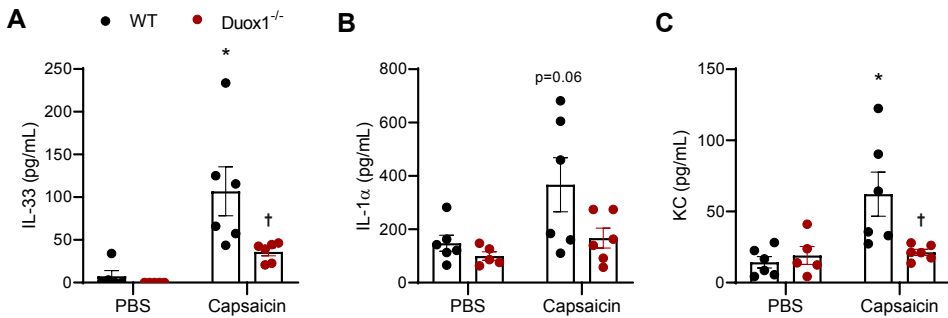 A
WT
Duox1⁻/⁻
B
C
IL-33 (pg/mL)
250
200
150
100
50
0
*
†
PBS
Capsaicin
IL-1α (pg/mL)
800
600
400
200
0
p=0.06
PBS
Capsaicin
KC (pg/mL)
150
100
50
0
*
†
PBS
Capsaicin